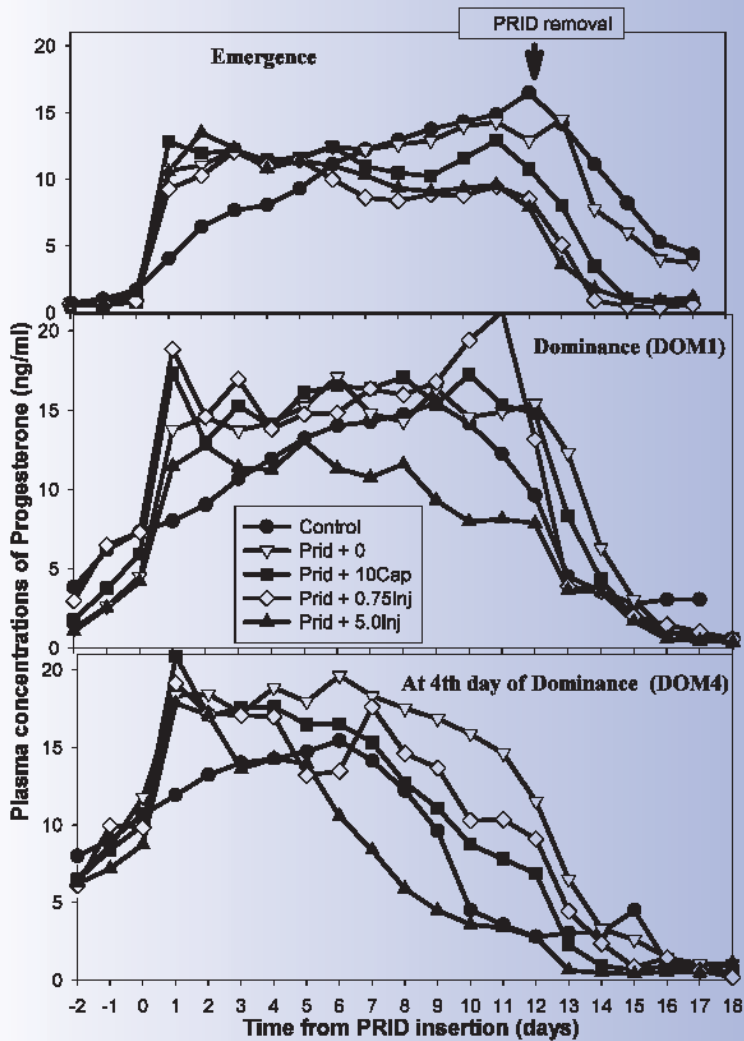 PRID removal
Emergence
20
15
10
5
0
Dominance (DOM1)
20
15
10
5
0
Control
Prid + 0
Prid + 10Cap
Prid + 0.75Inj
Prid + 5.0Inj
At 4th day of Dominance (DOM4)
20
15
10
5
0
-2 -1 0 1 2 3 4 5 6 7 8 9 10 11 12 13 14 15 16 17 18
Time from PRID insertion (days)
Plasma concentrations of Progesterone (ng/ml)